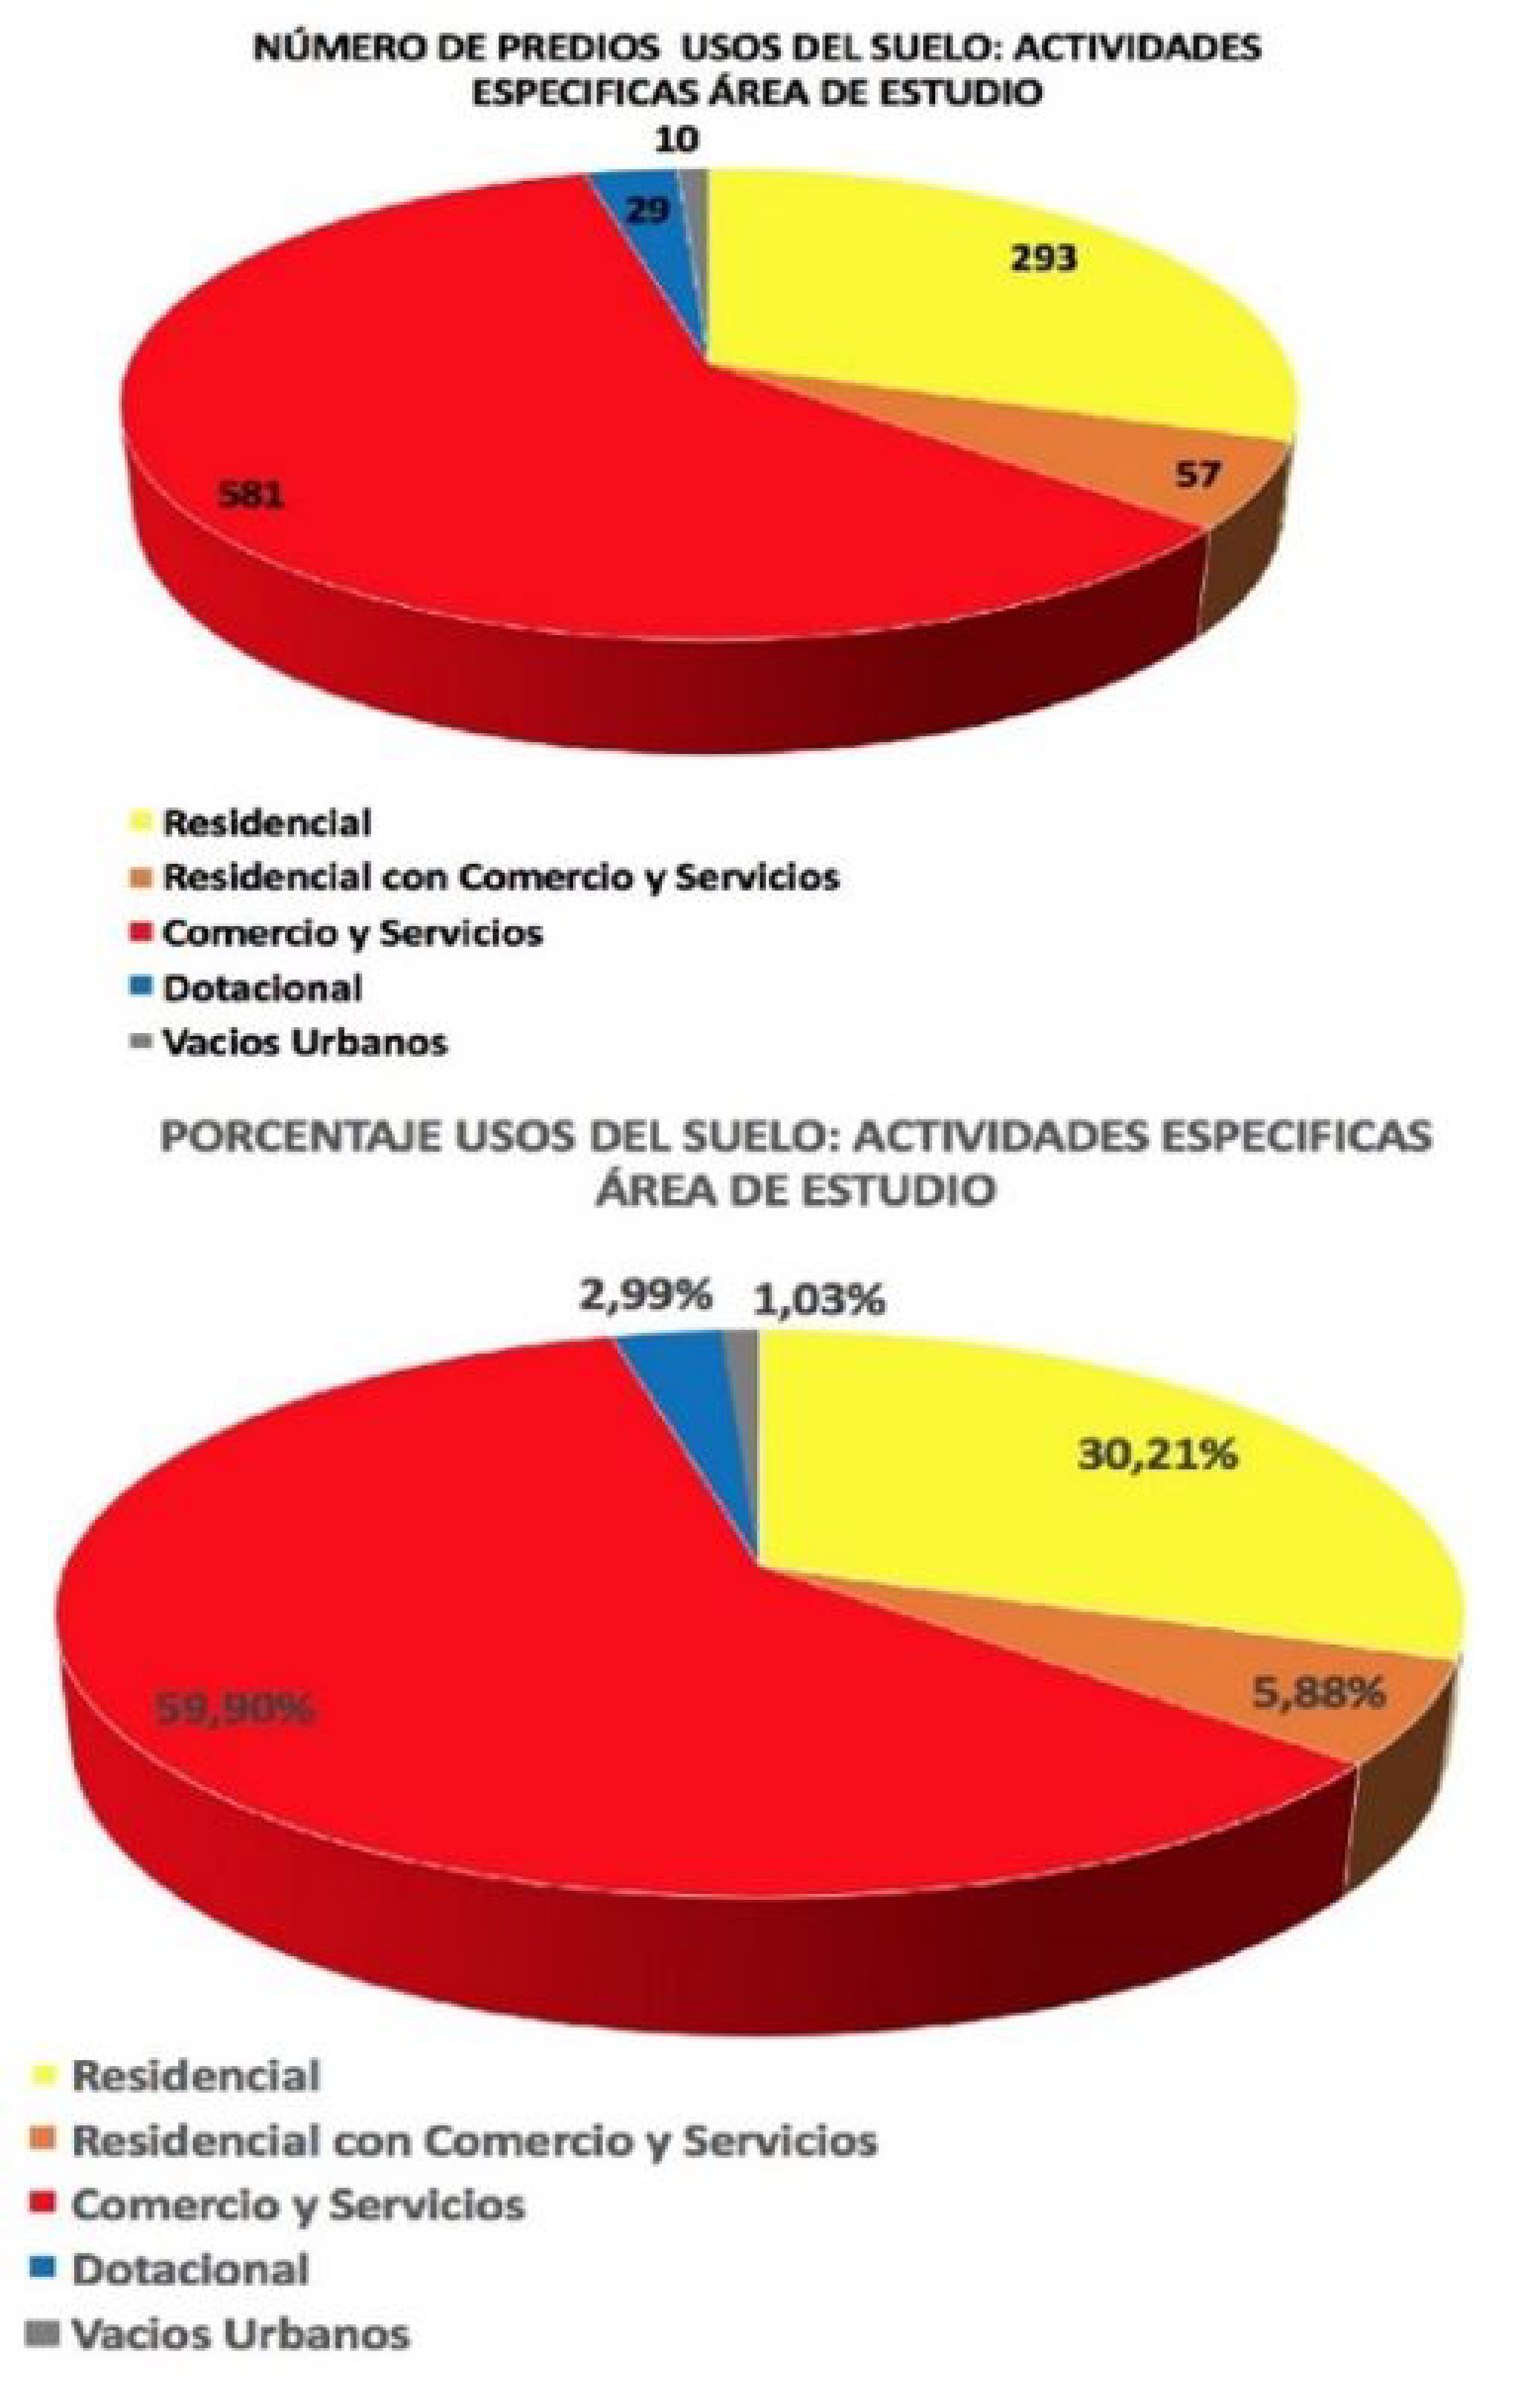 NÚMERO DE PREDIOS USOS DEL SUELO: ACTIVIDADES
ESPECIFICAS ÁREA DE ESTUDIO
10
29
293
57
581
Residencial
Residencial con Comercio y Servicios
Comercio y Servicios
Dotacional
Vacios Urbanos
PORCENTAJE USOS DEL SUELO: ACTIVIDADES ESPECIFICAS
ÁREA DE ESTUDIO
2,99% 1,03%
30,21%
5,88%
59,90%
Residencial
Residencial con Comercio y Servicios
Comercio y Servicios
Dotacional
Vacios Urbanos